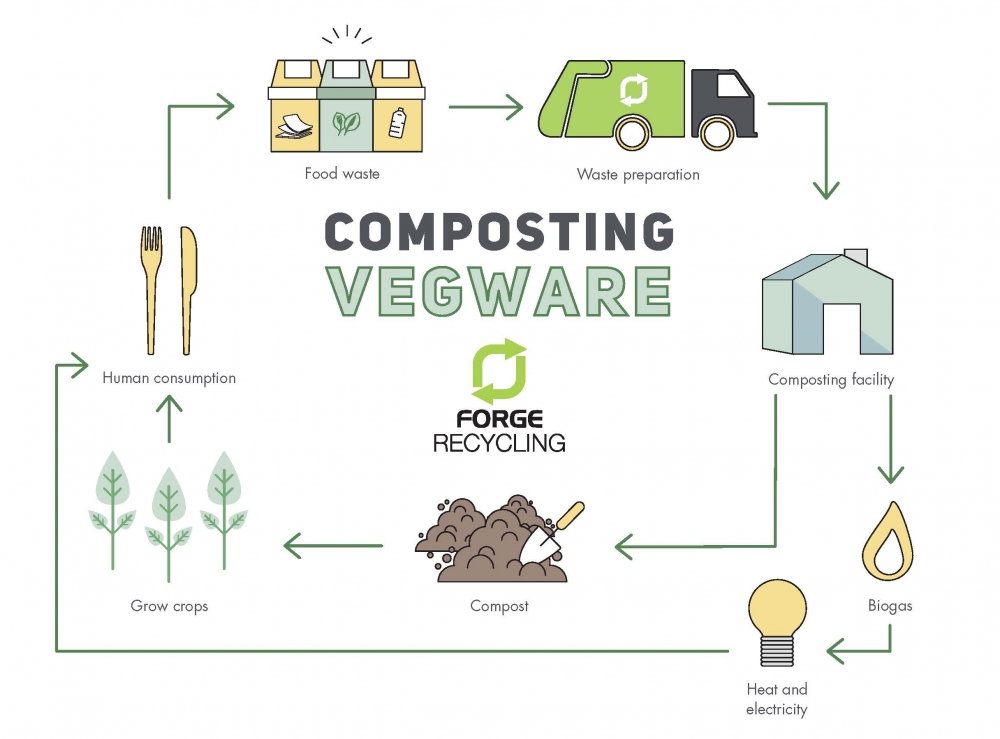 Food waste
Waste preparation
COMPOSTING
VEGWARE
Human consumption
Composting facility
FORGE
RECYCLING
Grow crops
Compost
Biogas
Heat and
electricity